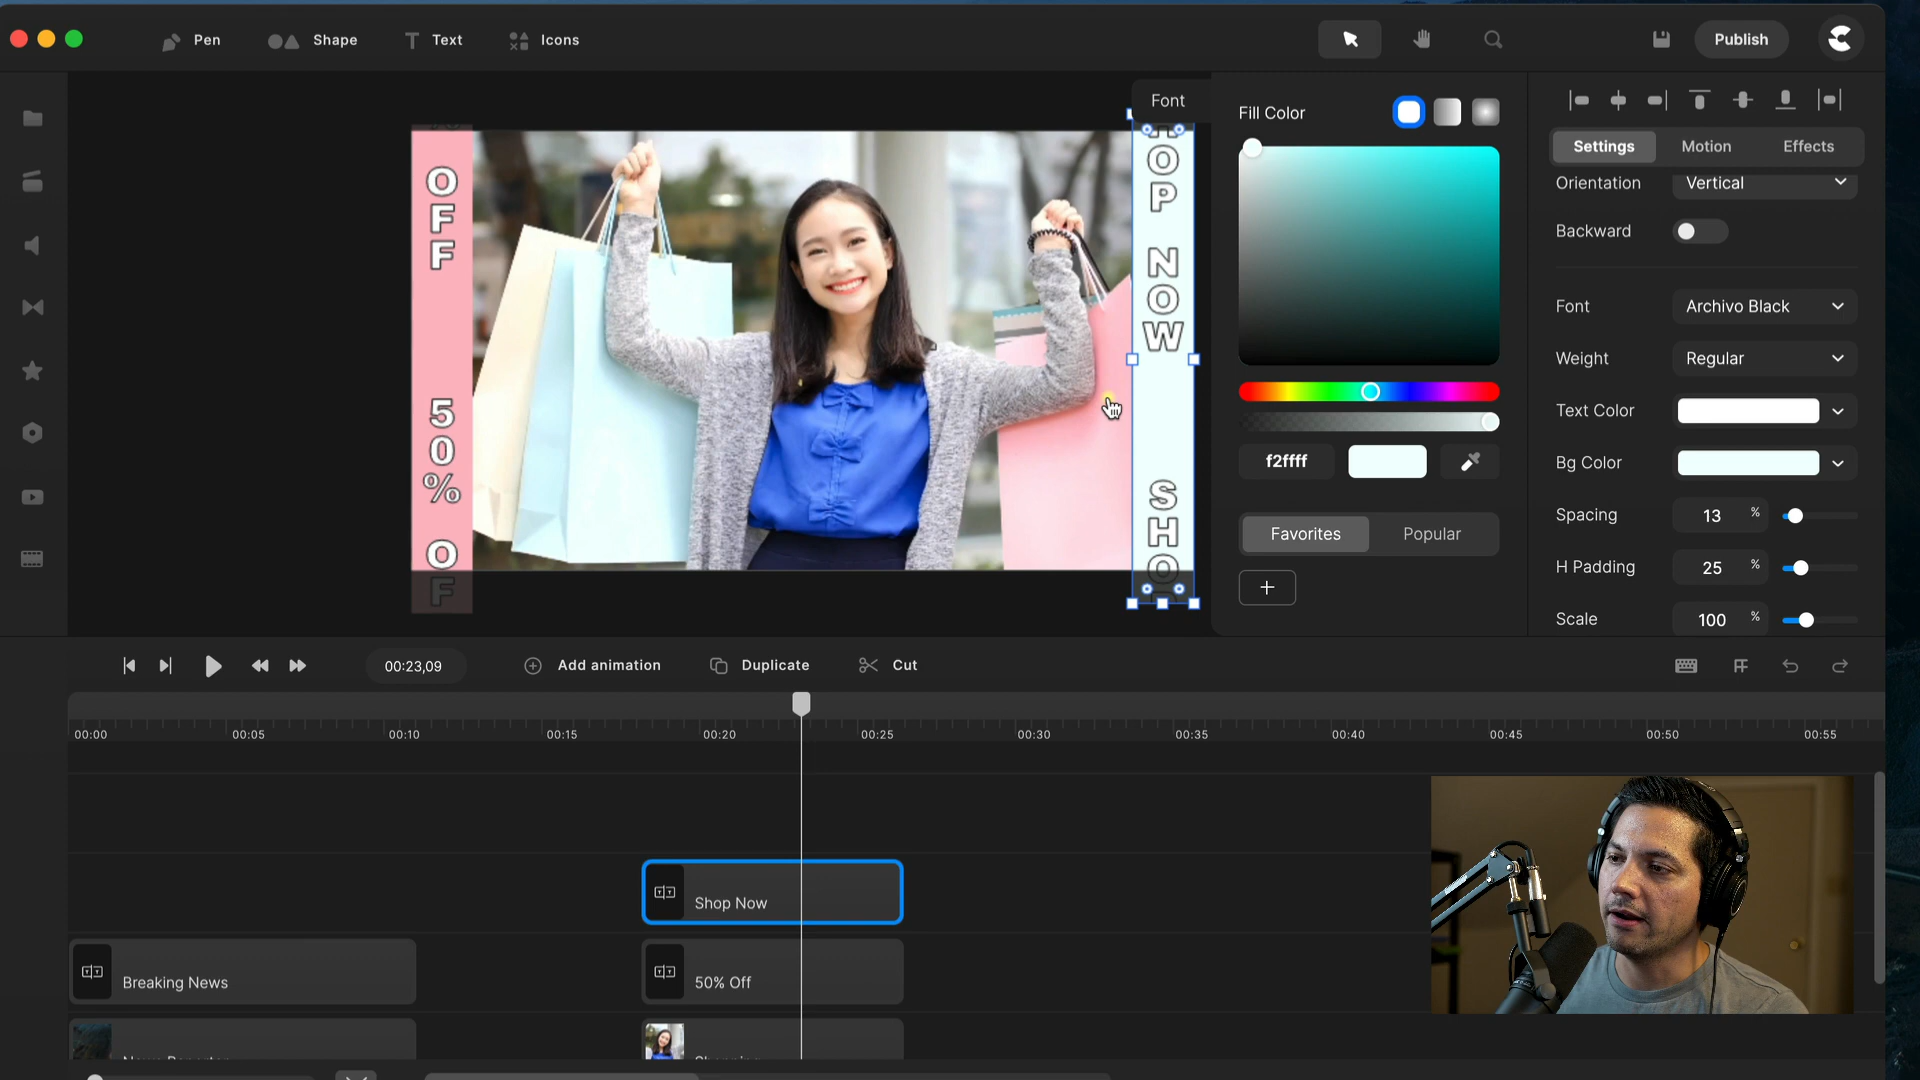 Pen
Shape
Text
Icons
Publish
Font
Fill Color
f2ffff
Favorites
Popular
+
Settings
Motion
Effects
Orientation
Vertical
Backward
Font
Archivo Black
Weight
Regular
Text Color
Bg Color
Spacing
13 %
H Padding
25 %
Scale
100 %
OFF
50%
OF
OP
NOW
SHO
00:23,09
Add animation
Duplicate
Cut
00:00
00:05
00:10
00:15
00:20
00:25
00:30
00:35
00:40
00:45
00:50
00:55
Shop Now
Breaking News
50% Off